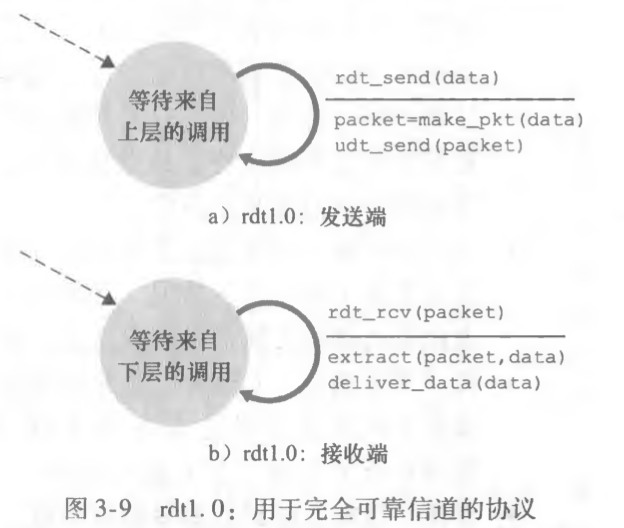 等待来自
上层的调用
rdt_send(data)
packet=make_pkt(data)
udt_send(packet)
a）rdt1.0：发送端
等待来自
下层的调用
rdt_rcv(packet)
extract(packet,data)
deliver_data(data)
b）rdt1.0：接收端
图 3-9 rdt1.0：用于完全可靠信道的协议